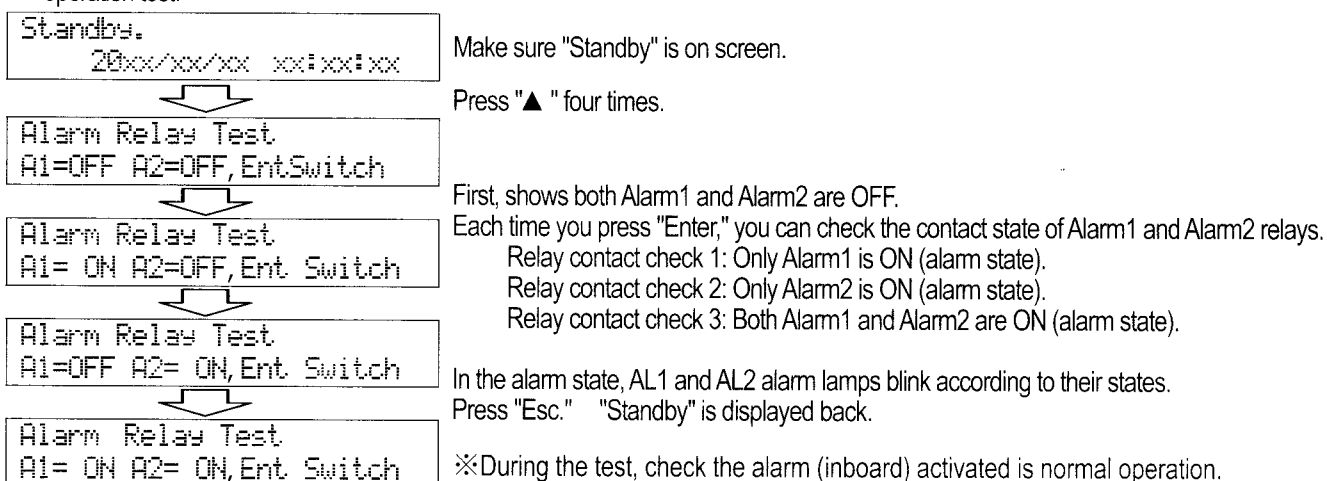 operation test.
Standby.
20xx/xx/xx xx:xx:xx
Make sure "Standby" is on screen.
Press "▲ " four times.
Alarm Relay Test
A1=OFF A2=OFF,EntSwitch
First, shows both Alarm1 and Alarm2 are OFF.
Each time you press "Enter," you can check the contact state of Alarm1 and Alarm2 relays.
Alarm Relay Test
A1= ON A2=OFF,Ent Switch
Relay contact check 1: Only Alarm1 is ON (alarm state).
Relay contact check 2: Only Alarm2 is ON (alarm state).
Relay contact check 3: Both Alarm1 and Alarm2 are ON (alarm state).
Alarm Relay Test
A1=OFF A2= ON,Ent Switch
In the alarm state, AL1 and AL2 alarm lamps blink according to their states.
Press "Esc." "Standby" is displayed back.
Alarm Relay Test
A1= ON A2= ON,Ent Switch
※During the test, check the alarm (inboard) activated is normal operation.